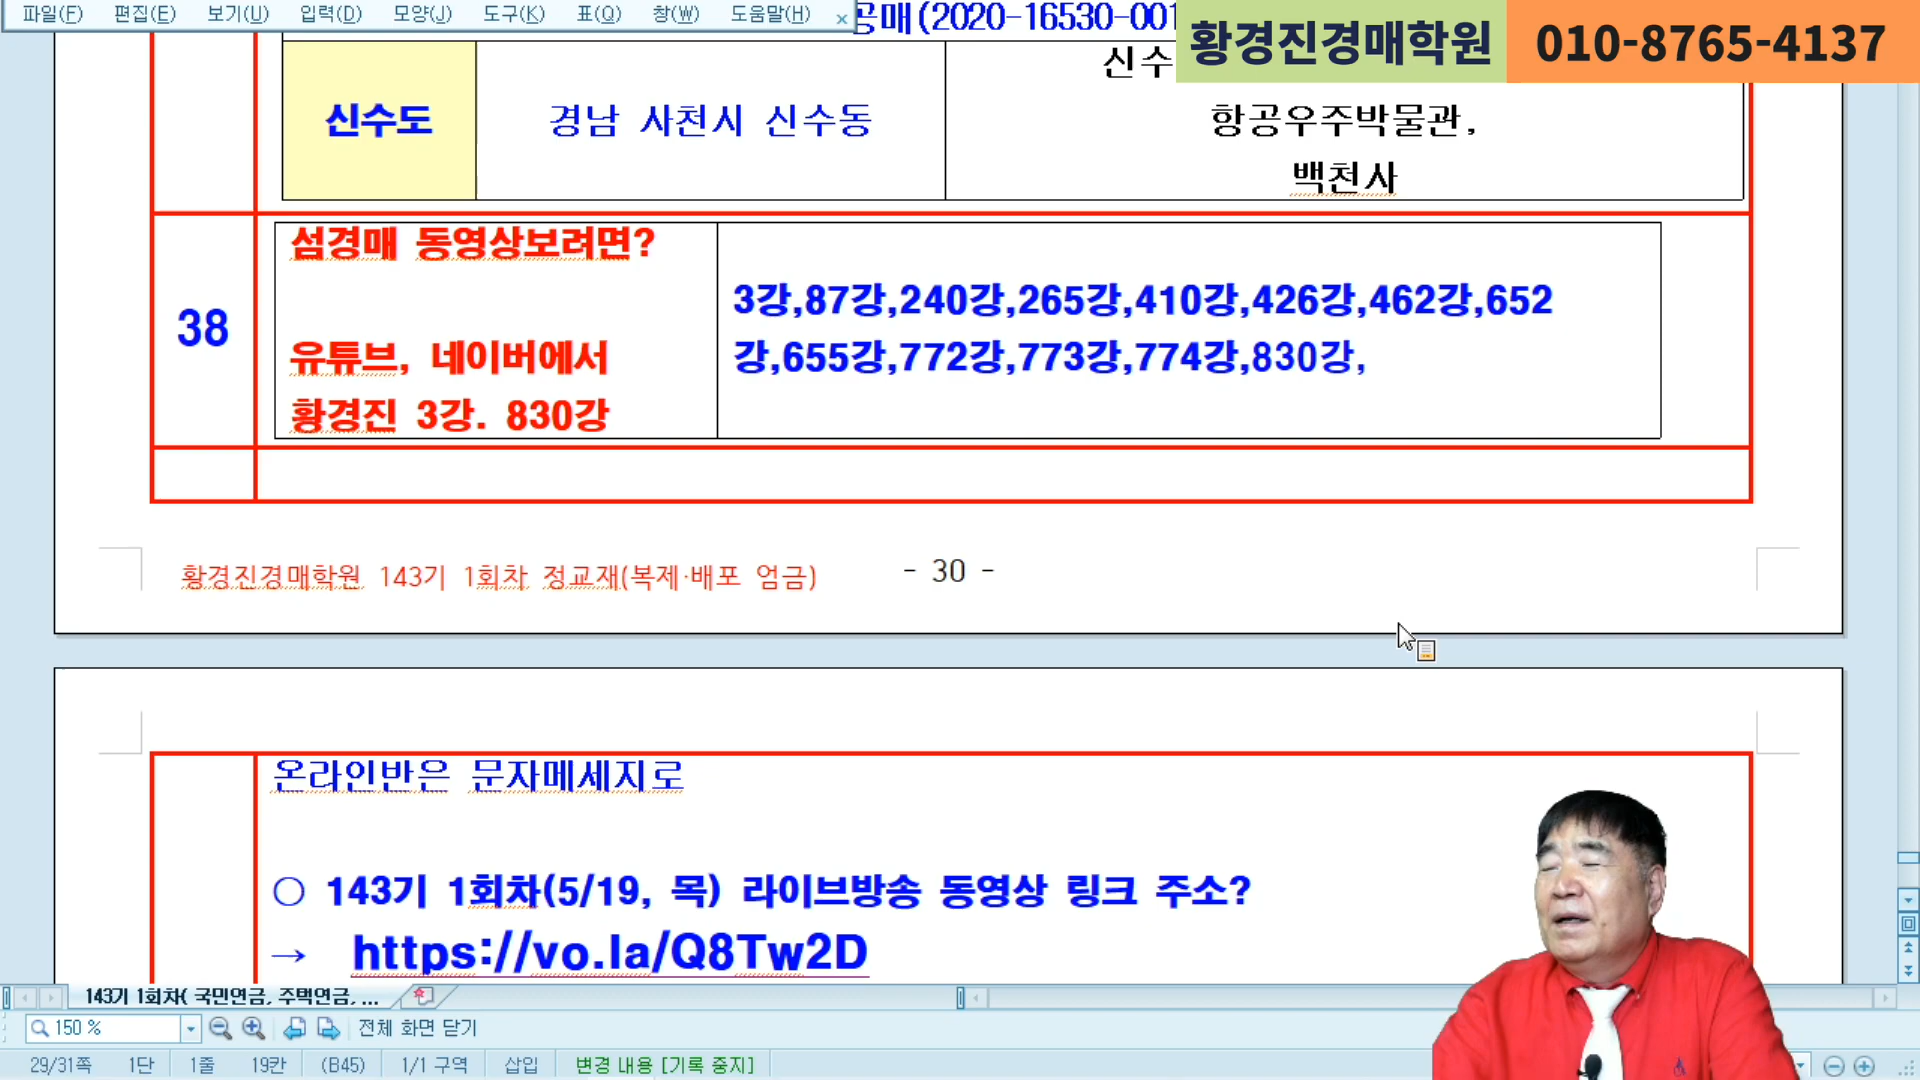 파일(F) 편집(E) 보기(U) 입력(D) 모양(J) 도구(K) 표(Q) 창(W) 도움말(H)
공매(2020-16530-001
황경진경매학원 010-8765-4137
신수도 경남 사천시 신수동
신수
항공우주박물관,
백천사
38
섬경매 동영상보려면?
유튜브, 네이버에서
황경진 3강. 830강
3강,87강,240강,265강,410강,426강,462강,652
강,655강,772강,773강,774강,830강,
황경진경매학원 143기 1회차 정교재(복제·배포 엄금)
- 30 -
온라인반은 문자메세지로
○ 143기 1회차(5/19, 목) 라이브방송 동영상 링크 주소?
→ https://vo.la/Q8Tw2D
143기 1회차( 국민연금, 주택연금, ...
150 % 전체 화면 닫기
29/31쪽 1단 1줄 19칸 (B45) 1/1 구역 삽입 변경 내용 [기록 중지]